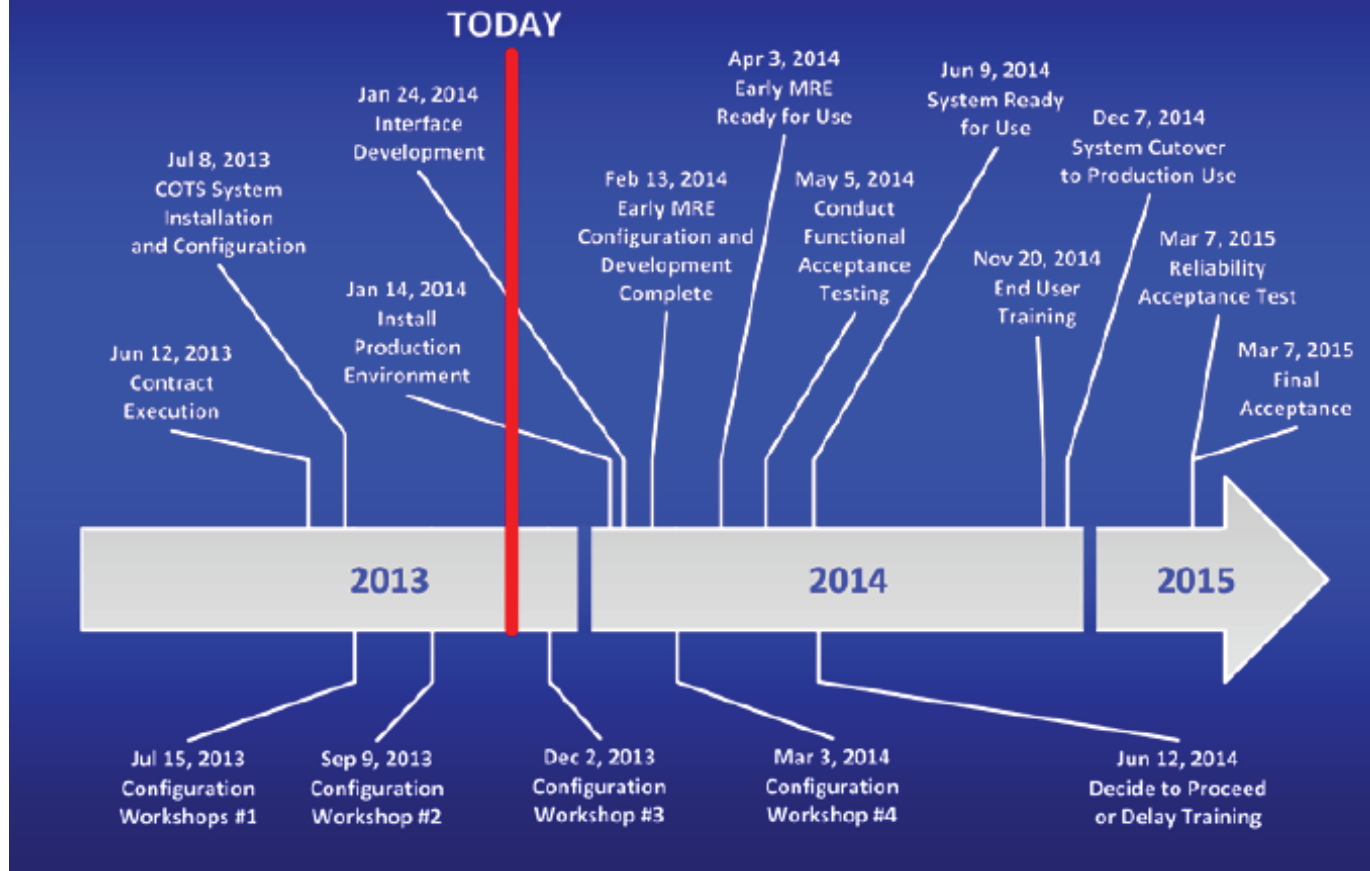 TODAY
Jan 24, 2014
Interface
Development
Apr 3, 2014
Early MRE
Ready for Use
Jun 9, 2014
System Ready
for Use
Dec 7, 2014
System Cutover
to Production Use
Jul 8, 2013
COTS System
Installation
and Configuration
Feb 13, 2014
Early MRE
Configuration and
Development
Complete
May 5, 2014
Conduct
Functional
Acceptance
Testing
Mar 7, 2015
Reliability
Acceptance Test
Nov 20, 2014
End User
Training
Jan 14, 2014
Install
Production
Environment
Jun 12, 2013
Contract
Execution
Mar 7, 2015
Final
Acceptance
2013
2014
2015
Jul 15, 2013
Configuration
Workshops #1
Sep 9, 2013
Configuration
Workshop #2
Dec 2, 2013
Configuration
Workshop #3
Mar 3, 2014
Configuration
Workshop #4
Jun 12, 2014
Decide to Proceed
or Delay Training